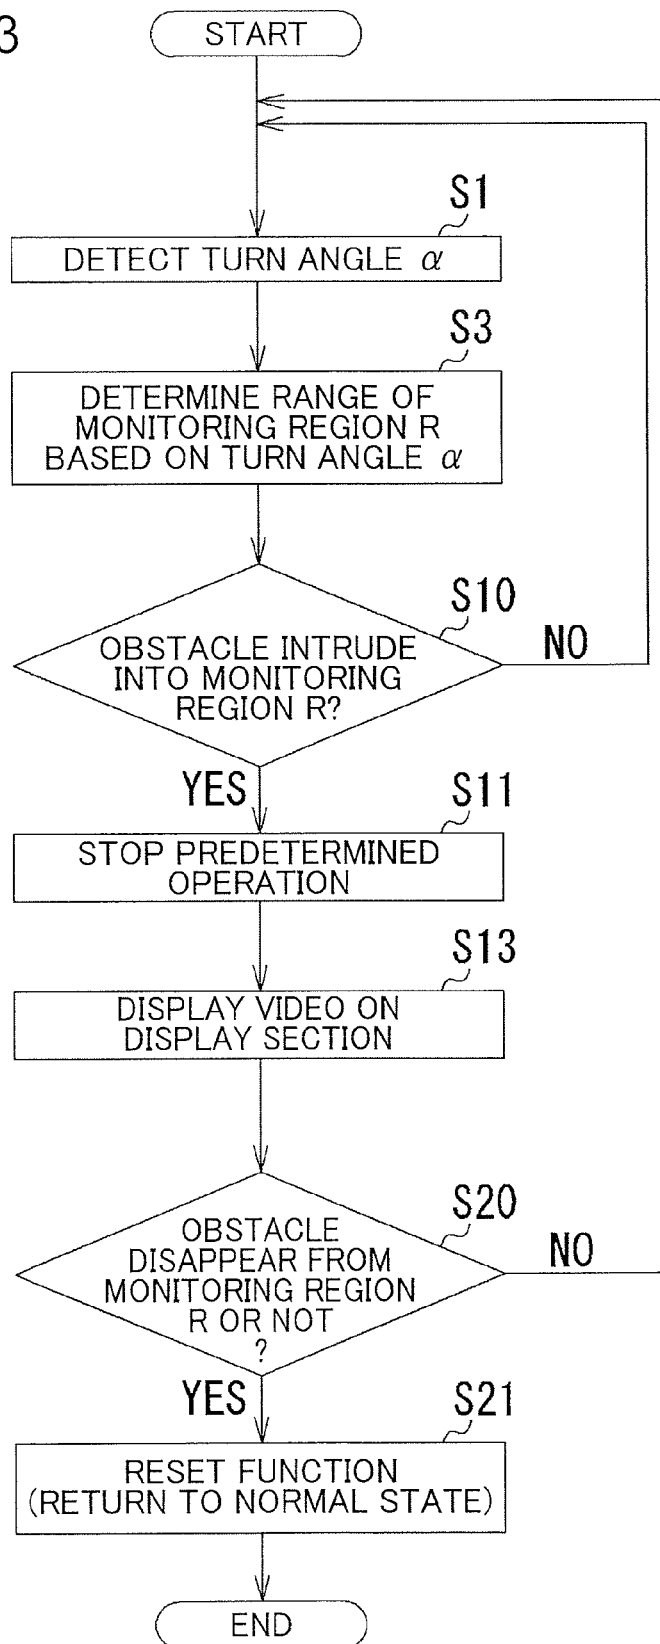 3
START
S1
DETECT TURN ANGLE α
S3
DETERMINE RANGE OF
MONITORING REGION R
BASED ON TURN ANGLE α
S10
OBSTACLE INTRUDE
INTO MONITORING
REGION R?
NO
YES
S11
STOP PREDETERMINED
OPERATION
S13
DISPLAY VIDEO ON
DISPLAY SECTION
S20
OBSTACLE
DISAPPEAR FROM
MONITORING REGION
R OR NOT
?
NO
YES
S21
RESET FUNCTION
(RETURN TO NORMAL STATE)
END